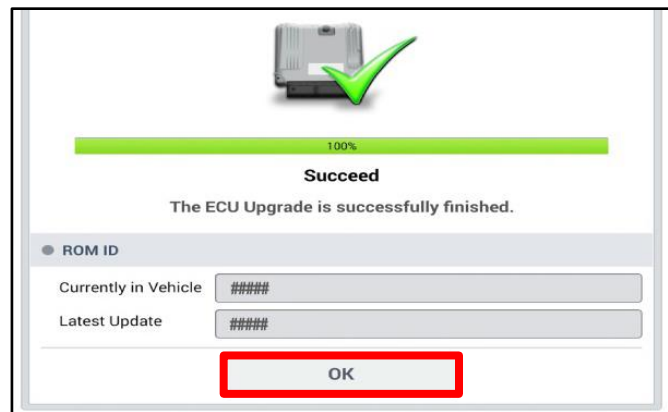 100%
Succeed
The ECU Upgrade is successfully finished.
ROM ID
Currently in Vehicle #####
Latest Update #####
OK